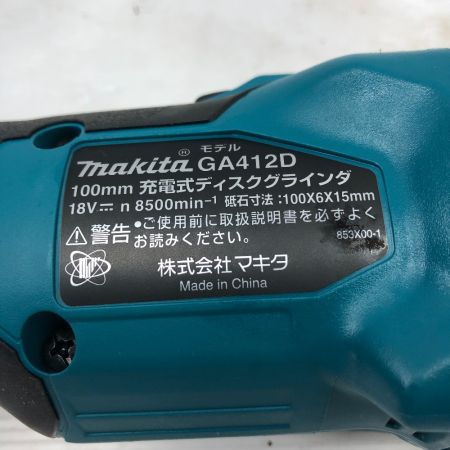 モデル
makita® GA412D
100mm 充電式ディスクグラインダ
18V⎓ n 8500min⁻¹ 砥石寸法:100X6X15mm
⚠警告 ●ご使用前に取扱説明書を必ずよく
お読みください。
853X00-1
株式会社マキタ
Made in China